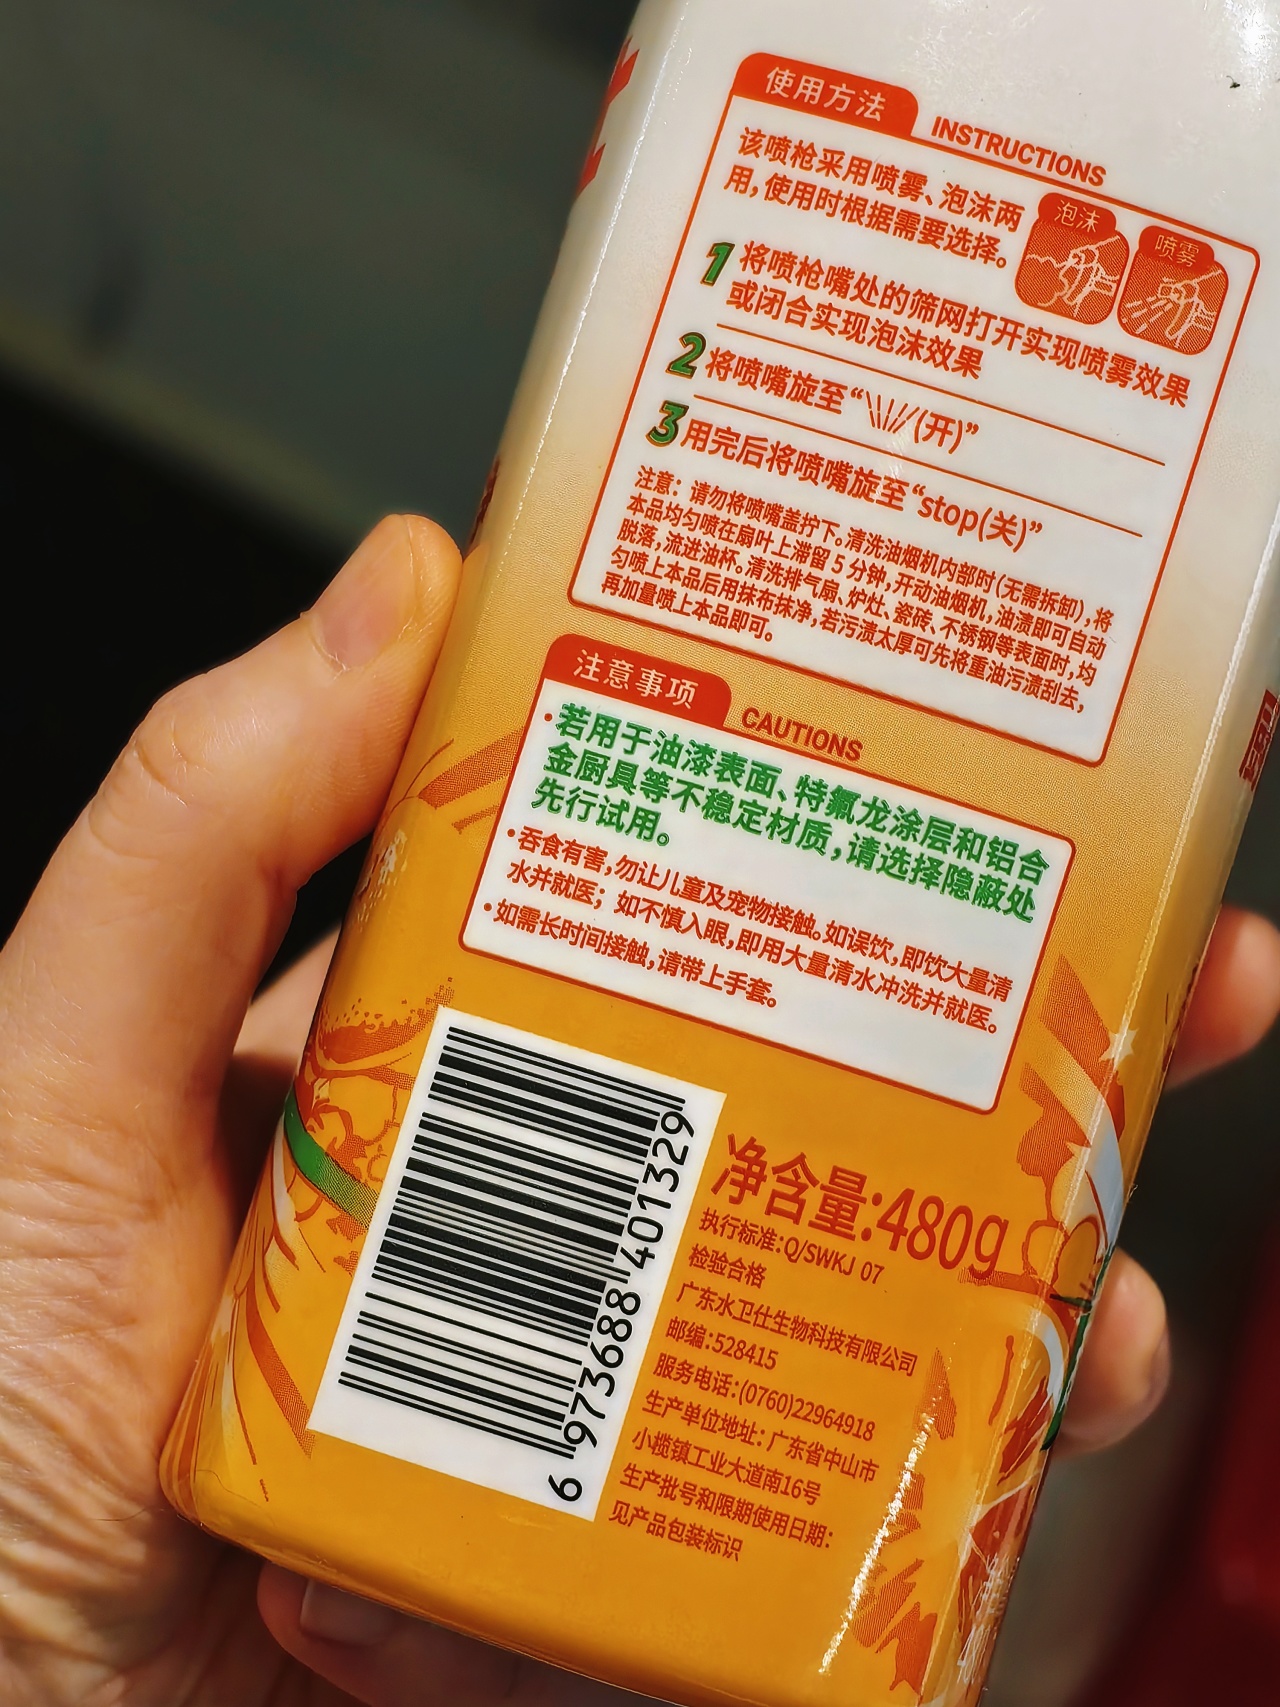 使用方法
INSTRUCTIONS
该喷枪采用喷雾、泡沫两
用,使用时根据需要选择。
泡沫
喷雾
1 将喷枪嘴处的筛网打开实现喷雾效果
或闭合实现泡沫效果
2 将喷嘴旋至“(开)”
3 用完后将喷嘴旋至“stop(关)”
注意：请勿将喷嘴盖拧下。清洗油烟机内部时(无需拆卸),将
本品均匀喷在扇叶上滞留5分钟,开动油烟机,油渍即可自动
脱落,流进油杯。清洗排气扇、炉灶、瓷砖、不锈钢等表面时,均
匀喷上本品后用抹布抹净,若污渍太厚可先将重油污渍刮去,
再加量喷上本品即可。
注意事项
CAUTIONS
·若用于油漆表面、特氟龙涂层和铝合
金厨具等不稳定材质,请选择隐蔽处
先行试用。
·吞食有害,勿让儿童及宠物接触。如误饮,即饮大量清
水并就医；如不慎入眼,即用大量清水冲洗并就医。
·如需长时间接触,请带上手套。
6 973688 401329
净含量:480g
执行标准:Q/SWKJ 07
检验合格
广东水卫仕生物科技有限公司
邮编:528415
服务电话:(0760)22964918
生产单位地址：广东省中山市
小榄镇工业大道南16号
生产批号和限期使用日期:
见产品包装标识